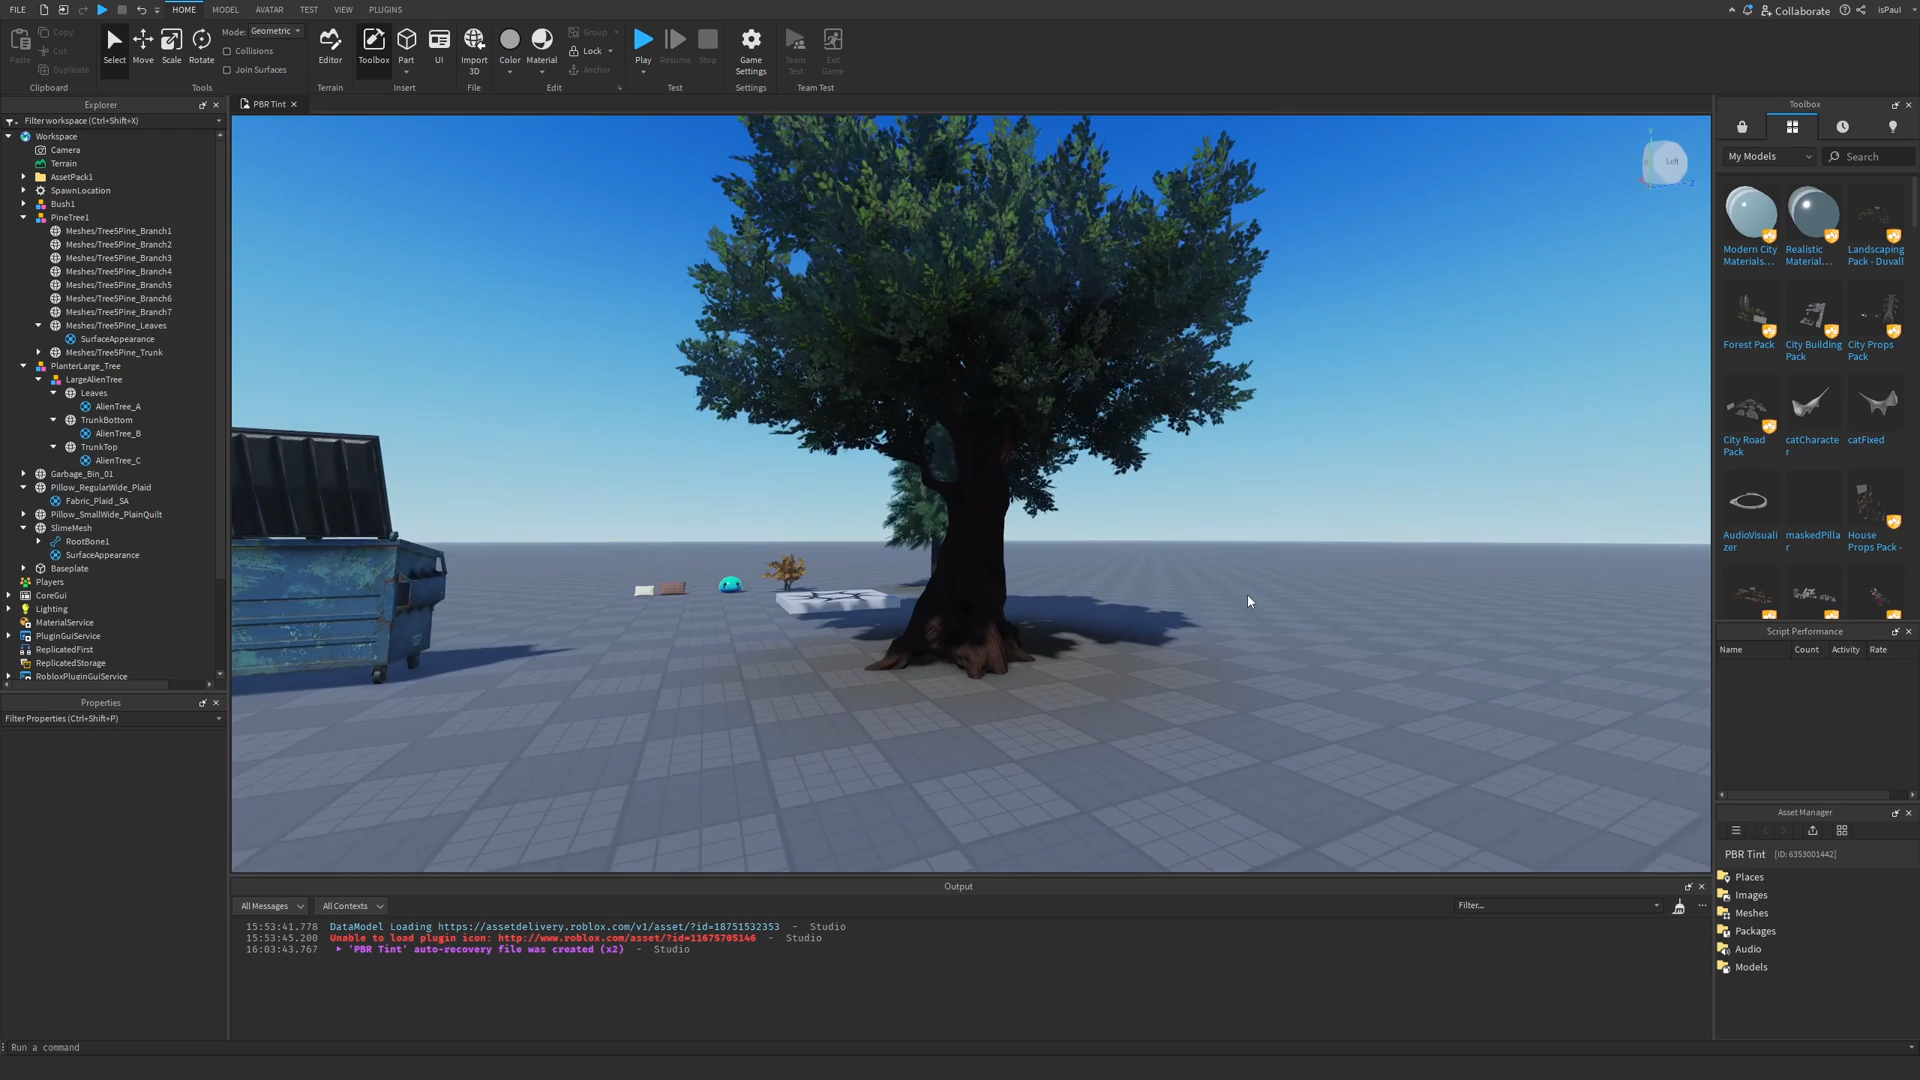 FILE
HOME
MODEL
AVATAR
TEST
VIEW
PLUGINS
Collaborate
isPaul
Paste
Copy
Cut
Duplicate
Clipboard
Select
Move
Scale
Rotate
Mode: Geometric
Collisions
Join Surfaces
Tools
Editor
Terrain
Toolbox
Part
UI
Insert
Import
3D
File
Color
Material
Group
Lock
Anchor
Edit
Play
Resume
Stop
Test
Game
Settings
Settings
Team
Test
Exit
Game
Team Test
Explorer
Filter workspace (Ctrl+Shift+X)
Workspace
Camera
Terrain
AssetPack1
SpawnLocation
Bush1
PineTree1
Meshes/Tree5Pine_Branch1
Meshes/Tree5Pine_Branch2
Meshes/Tree5Pine_Branch3
Meshes/Tree5Pine_Branch4
Meshes/Tree5Pine_Branch5
Meshes/Tree5Pine_Branch6
Meshes/Tree5Pine_Branch7
Meshes/Tree5Pine_Leaves
SurfaceAppearance
Meshes/Tree5Pine_Trunk
PlanterLarge_Tree
LargeAlienTree
Leaves
AlienTree_A
TrunkBottom
AlienTree_B
TrunkTop
AlienTree_C
Garbage_Bin_01
Pillow_RegularWide_Plaid
Fabric_Plaid_SA
Pillow_SmallWide_PlainQuilt
SlimeMesh
RootBone1
SurfaceAppearance
Baseplate
Players
CoreGui
Lighting
MaterialService
PluginGuiService
ReplicatedFirst
ReplicatedStorage
RobloxPluginGuiService
Properties
Filter Properties (Ctrl+Shift+P)
PBR Tint
Y
Left
Z
Output
All Messages
All Contexts
Filter...
15:53:41.778 DataModel Loading https://assetdelivery.roblox.com/v1/asset/?id=18751532353 - Studio
15:53:45.200 Unable to load plugin icon: http://www.roblox.com/asset/?id=11675705146 - Studio
16:03:43.767 'PBR Tint' auto-recovery file was created (x2) - Studio
Toolbox
My Models
Search
Modern City
Materials...
Realistic
Material...
Landscaping
Pack - Duvall
Forest Pack
City Building
Pack
City Props
Pack
City Road
Pack
catCharacte
r
catFixed
AudioVisuali
zer
maskedPilla
r
House
Props Pack -
Script Performance
Name
Count
Activity
Rate
Asset Manager
PBR Tint [ID: 6353001442]
Places
Images
Meshes
Packages
Audio
Models
Run a command